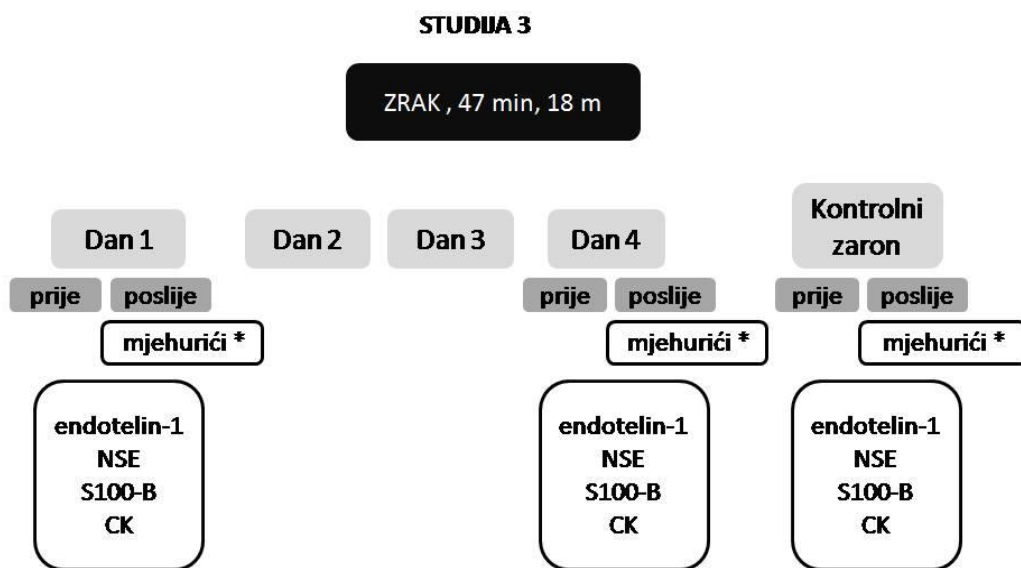 STUDIJA 3
ZRAK , 47 min, 18 m
Dan 1
Dan 2
Dan 3
Dan 4
Kontrolni
zaron
prije poslije
prije poslije
prije poslije
mjehurići *
mjehurići *
mjehurići *
endotelin-1
NSE
S100-B
CK
endotelin-1
NSE
S100-B
CK
endotelin-1
NSE
S100-B
CK